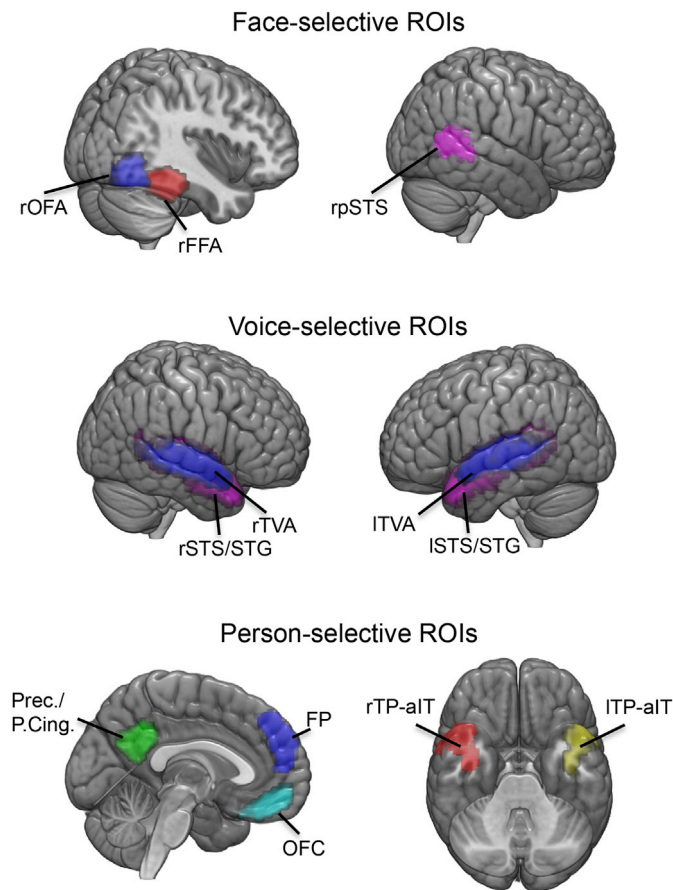 Face-selective ROIs
rOFA
rFFA
rpSTS
Voice-selective ROIs
rTVA
rSTS/STG
lTVA
lSTS/STG
Person-selective ROIs
Prec./
P.Cing.
FP
OFC
rTP-aIT
lTP-aIT